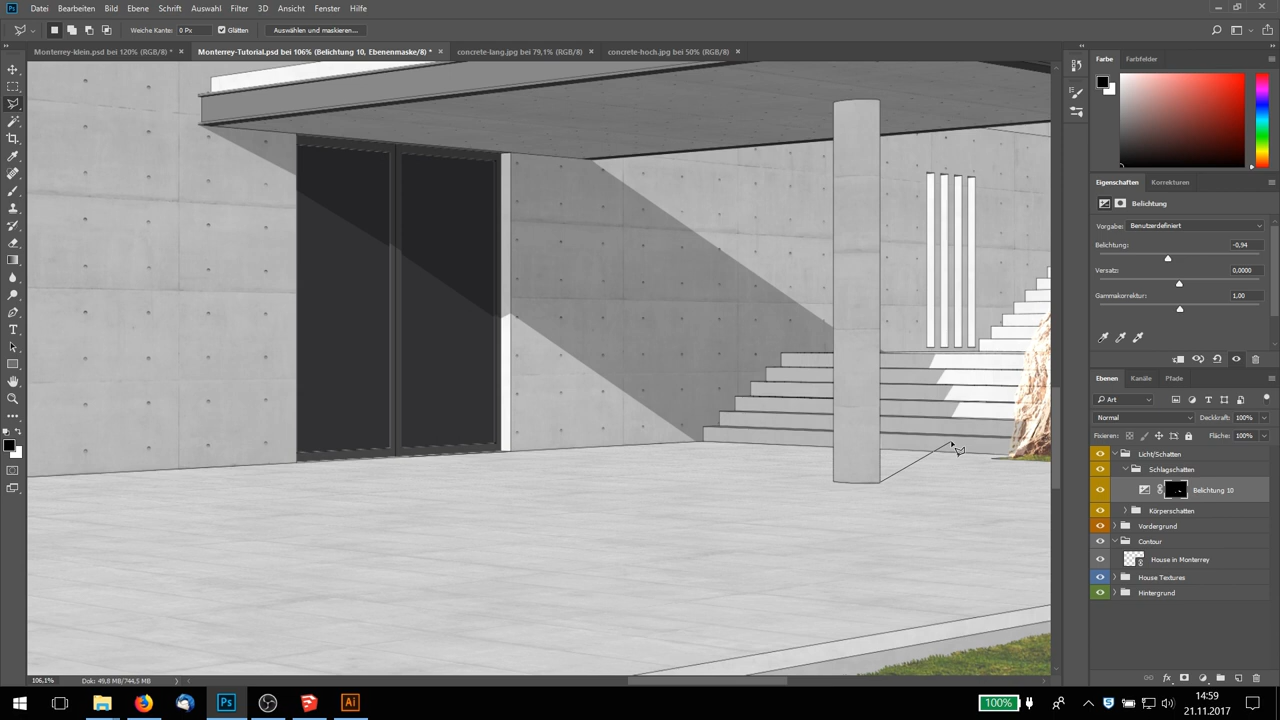 Ps Datei Bearbeiten Bild Ebene Schrift Auswahl Filter 3D Ansicht Fenster Hilfe
Weiche Kante: 0 Px Glätten Auswählen und maskieren...
Monterrey-klein.psd bei 120% (RGB/8) * × Monterrey-Tutorial.psd bei 106% (Belichtung 10, Ebenenmaske/8) * × concrete-lang.jpg bei 79,1% (RGB/8) × concrete-hoch.jpg bei 50% (RGB/8) ×
Farbe Farbfelder
Eigenschaften Korrekturen
Belichtung
Vorgabe: Benutzerdefiniert
Belichtung: -0,94
Versatz: 0,0000
Gammakorrektur: 1,00
Ebenen Kanäle Pfade
Art
Normal Deckkraft: 100%
Fixieren: Fläche: 100%
Licht/Schatten
Schlagschatten
Belichtung 10
Körperschatten
Vordergrund
Contour
House in Monterrey
House Textures
Hintergrund
106,1% Dok: 49,8 MB/744,5 MB
fx
Ps Ai 100% 14:59
21.11.2017